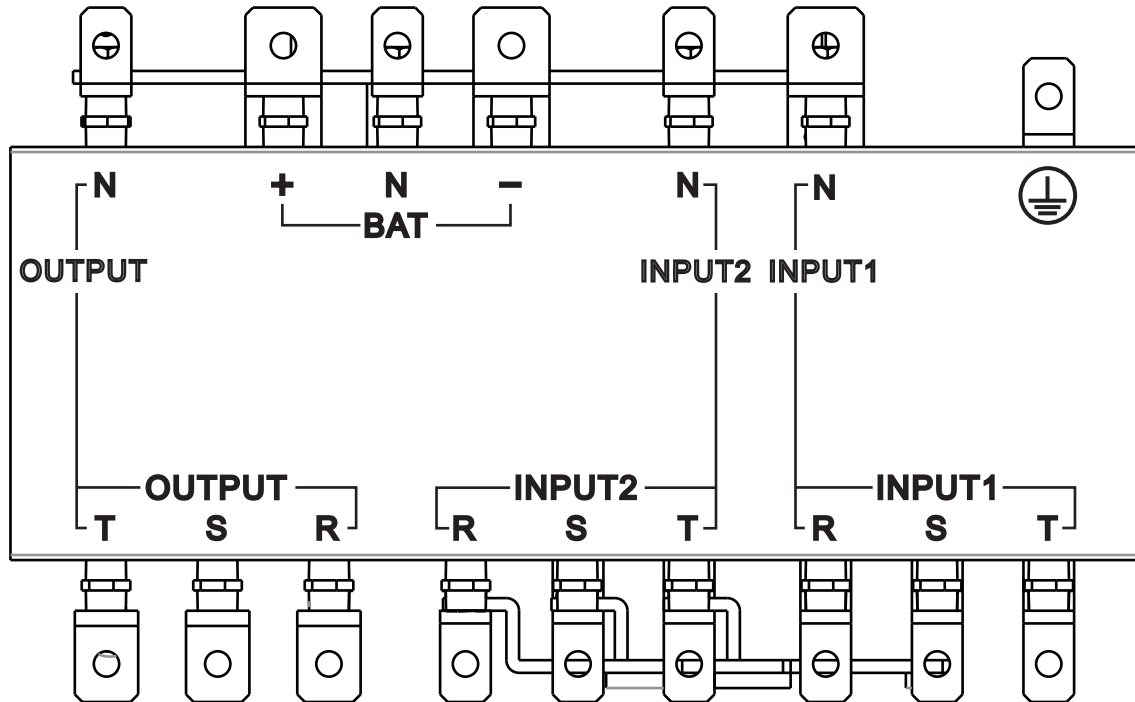 N + N − N N
BAT
OUTPUT INPUT2 INPUT1
OUTPUT INPUT2 INPUT1
T S R R S T R S T